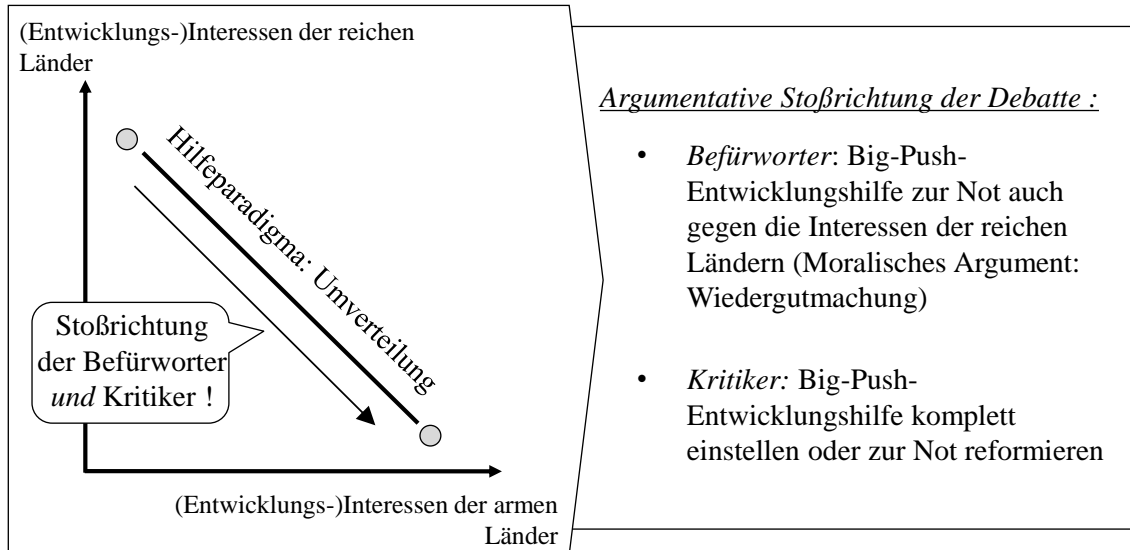 (Entwicklungs-)Interessen der reichen
Länder
Hilfeparadigma: Umverteilung
Stoßrichtung
der Befürworter
und Kritiker !
(Entwicklungs-)Interessen der armen
Länder
Argumentative Stoßrichtung der Debatte :
• Befürworter: Big-Push-
Entwicklungshilfe zur Not auch
gegen die Interessen der reichen
Ländern (Moralisches Argument:
Wiedergutmachung)
• Kritiker: Big-Push-
Entwicklungshilfe komplett
einstellen oder zur Not reformieren